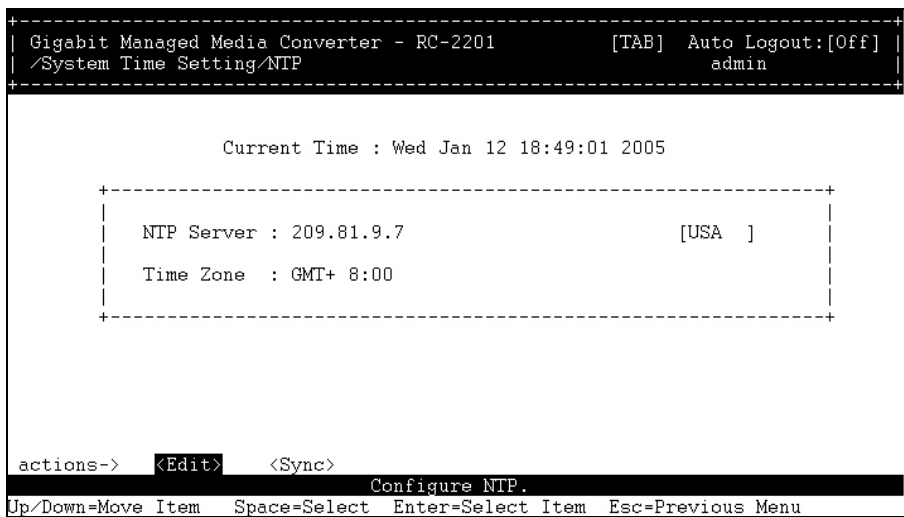 Gigabit Managed Media Converter - RC-2201 [TAB] Auto Logout:[Off]
/System Time Setting/NTP admin
Current Time : Wed Jan 12 18:49:01 2005
NTP Server : 209.81.9.7 [USA ]
Time Zone : GMT+ 8:00
actions-> <Edit> <Sync>
Configure NTP.
Up/Down=Move Item Space=Select Enter=Select Item Esc=Previous Menu